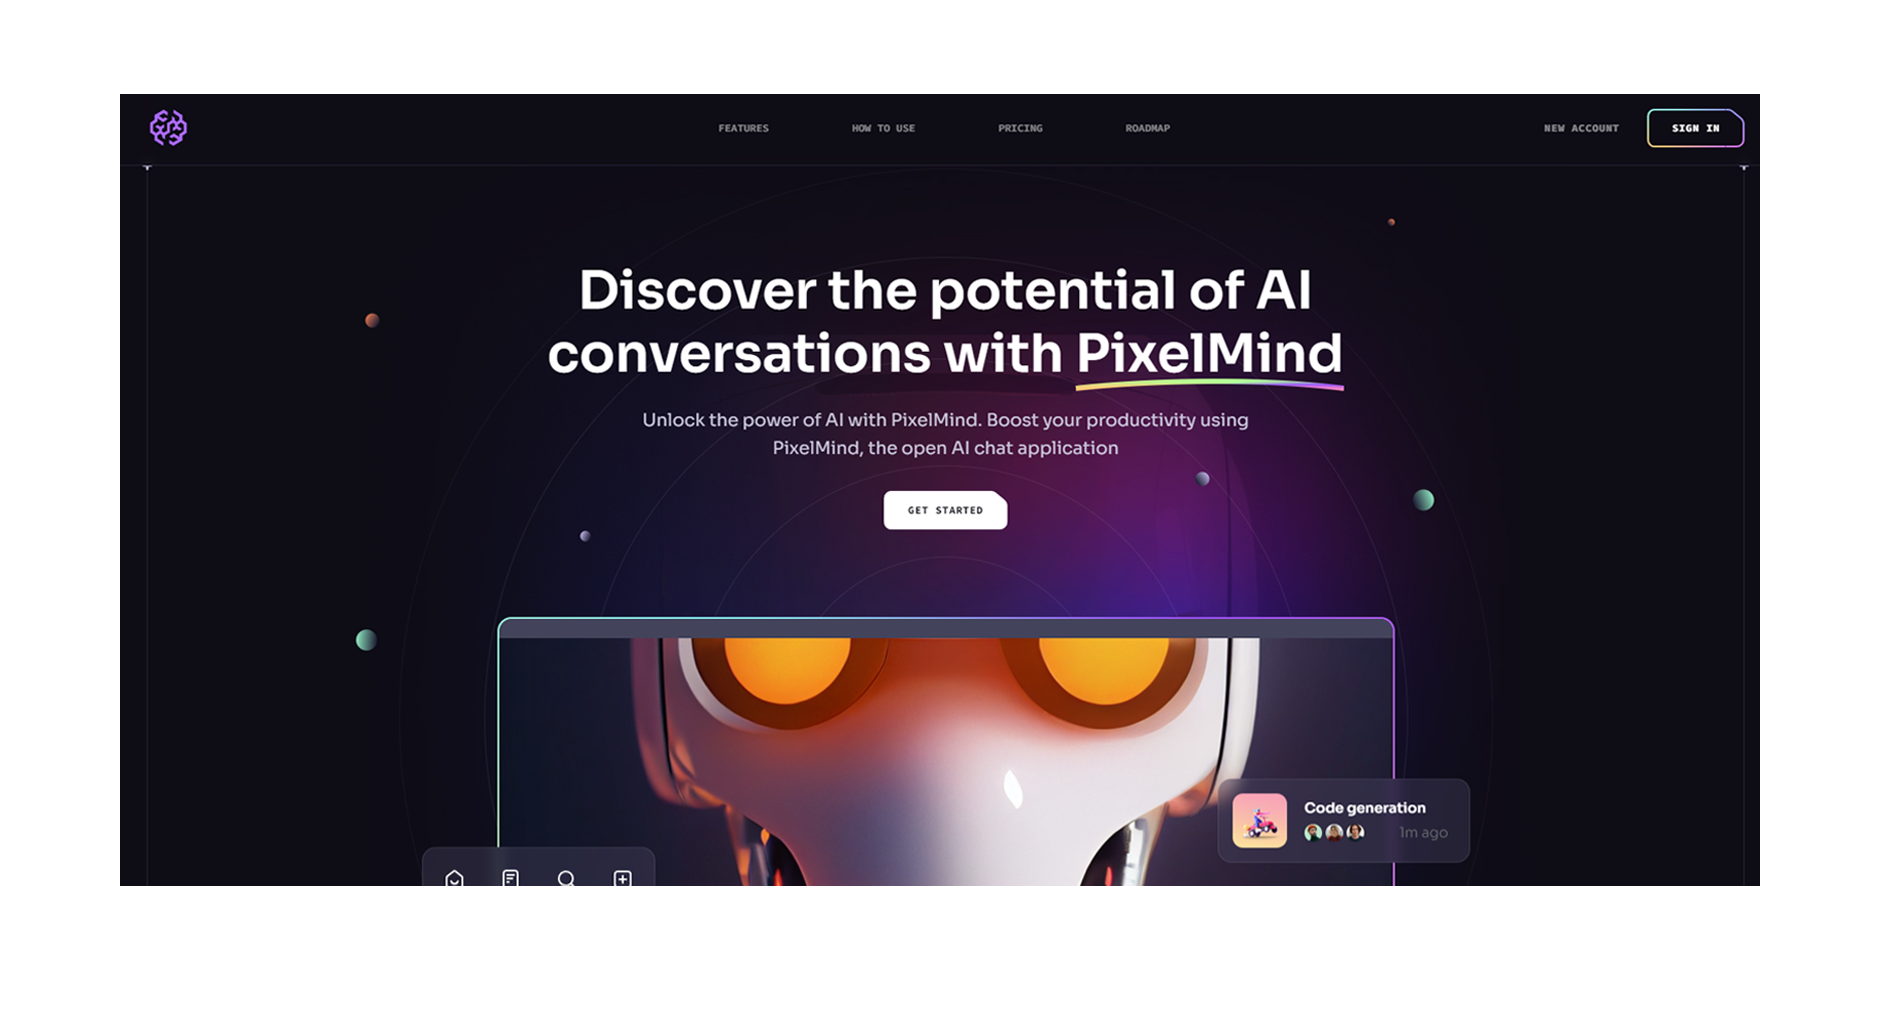 FEATURES
HOW TO USE
PRICING
ROADMAP
NEW ACCOUNT
SIGN IN
Discover the potential of AI
conversations with PixelMind
Unlock the power of AI with PixelMind. Boost your productivity using
PixelMind, the open AI chat application
GET STARTED
Code generation
1m ago